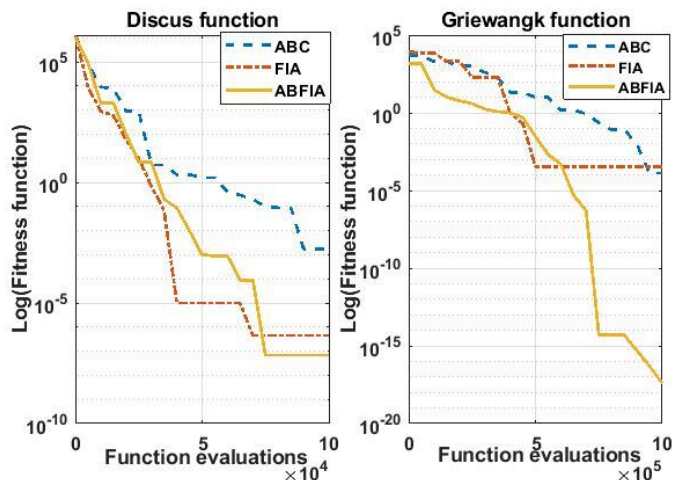 Discus function
Griewangk function
Log(Fitness function)
10^5
10^0
10^-5
10^-10
ABC
FIA
ABFIA
0
5
10
Function evaluations
×10^4
Log(Fitness function)
10^5
10^0
10^-5
10^-10
10^-15
10^-20
ABC
FIA
ABFIA
0
5
10
Function evaluations
×10^5